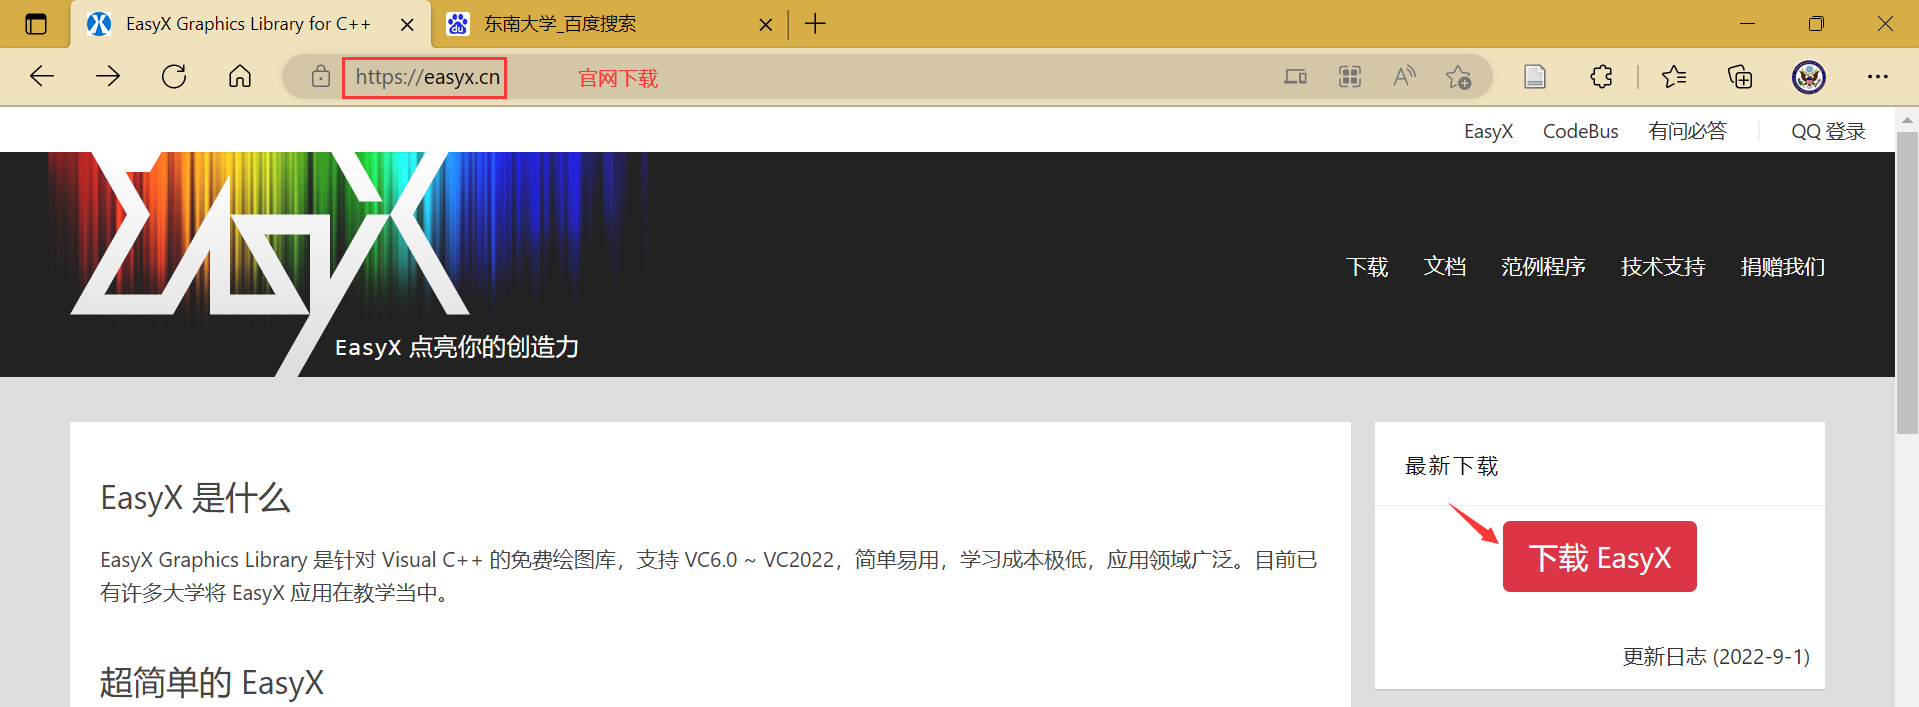 EasyX Graphics Library for C++
东南大学_百度搜索
https://easyx.cn
官网下载
EasyX
CodeBus
有问必答
QQ 登录
EasyX
下载
文档
范例程序
技术支持
捐赠我们
EasyX 点亮你的创造力
EasyX 是什么
EasyX Graphics Library 是针对 Visual C++ 的免费绘图库，支持 VC6.0 ~ VC2022，简单易用，学习成本极低，应用领域广泛。目前已
有许多大学将 EasyX 应用在教学当中。
超简单的 EasyX
最新下载
下载 EasyX
更新日志 (2022-9-1)